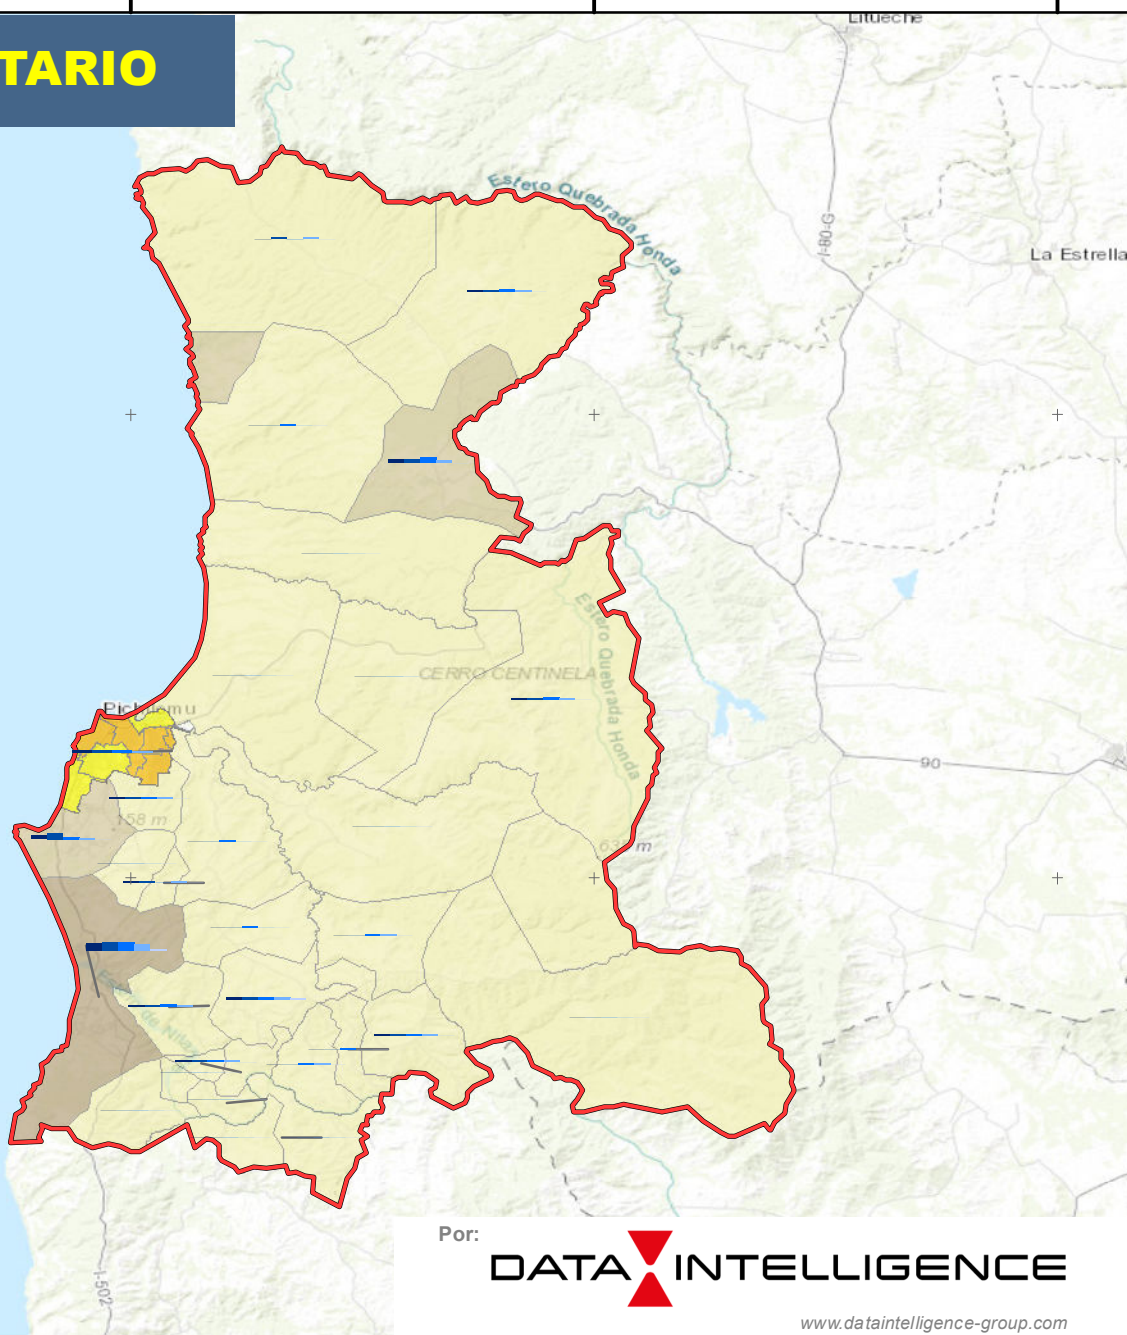 Litueche
TARIO
Estero Quebrada Honda
I-80-G
La Estrella
Estero Quebrada Honda
CERRO CENTINELA
Pichilemu
90
158 m
635 m
I-502
Por:
DATA INTELLIGENCE
www.dataintelligence-group.com